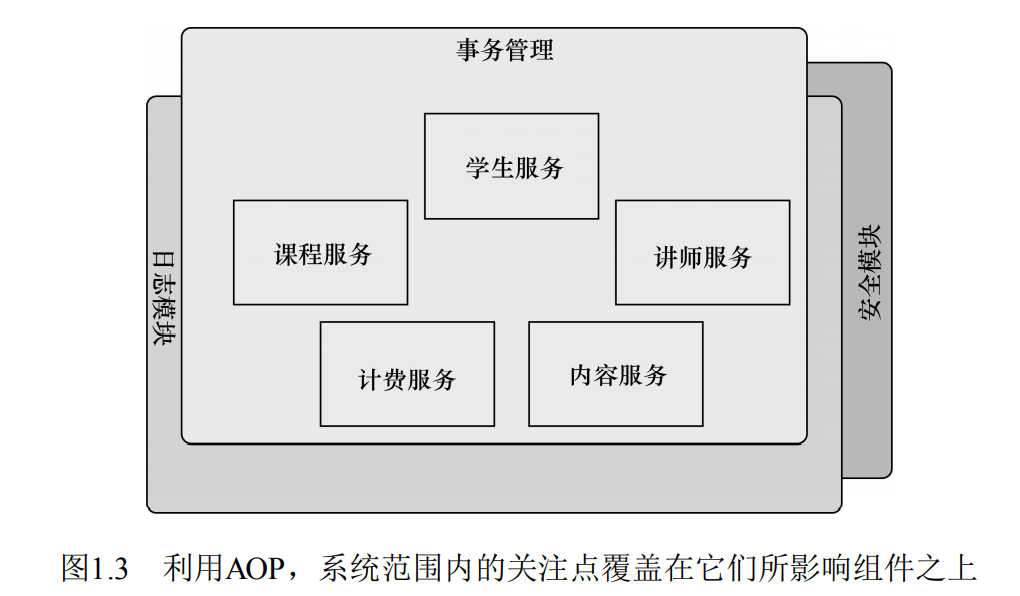 事务管理
学生服务
课程服务
讲师服务
日志模块
安全模块
计费服务
内容服务
图1.3 利用AOP，系统范围内的关注点覆盖在它们所影响组件之上